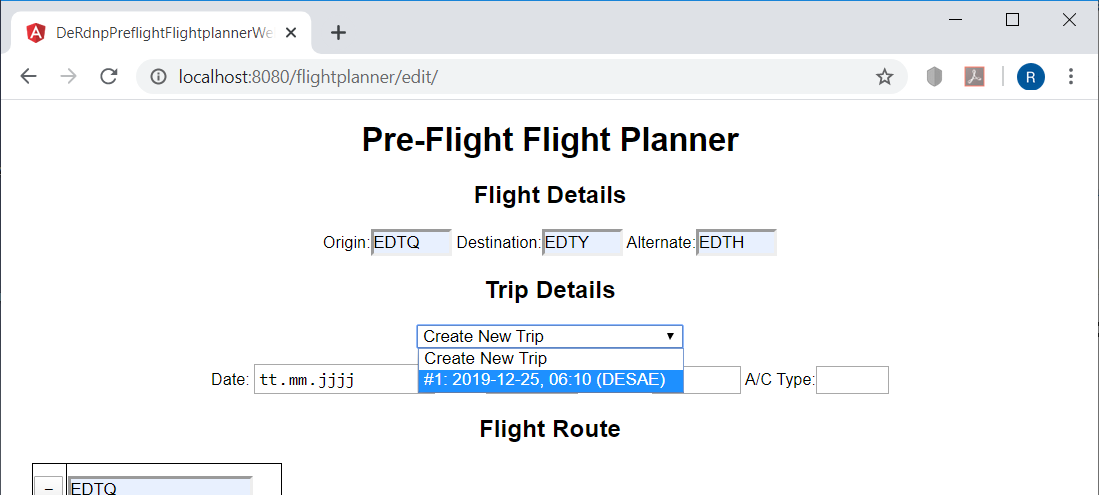 DeRdnpPreflightFlightplannerWe
localhost:8080/flightplanner/edit/
R
Pre-Flight Flight Planner
Flight Details
Origin: EDTQ Destination: EDTY Alternate: EDTH
Trip Details
Create New Trip
Create New Trip
#1: 2019-12-25, 06:10 (DESAE)
Date: tt.mm.jjjj A/C Type:
Flight Route
− EDTQ